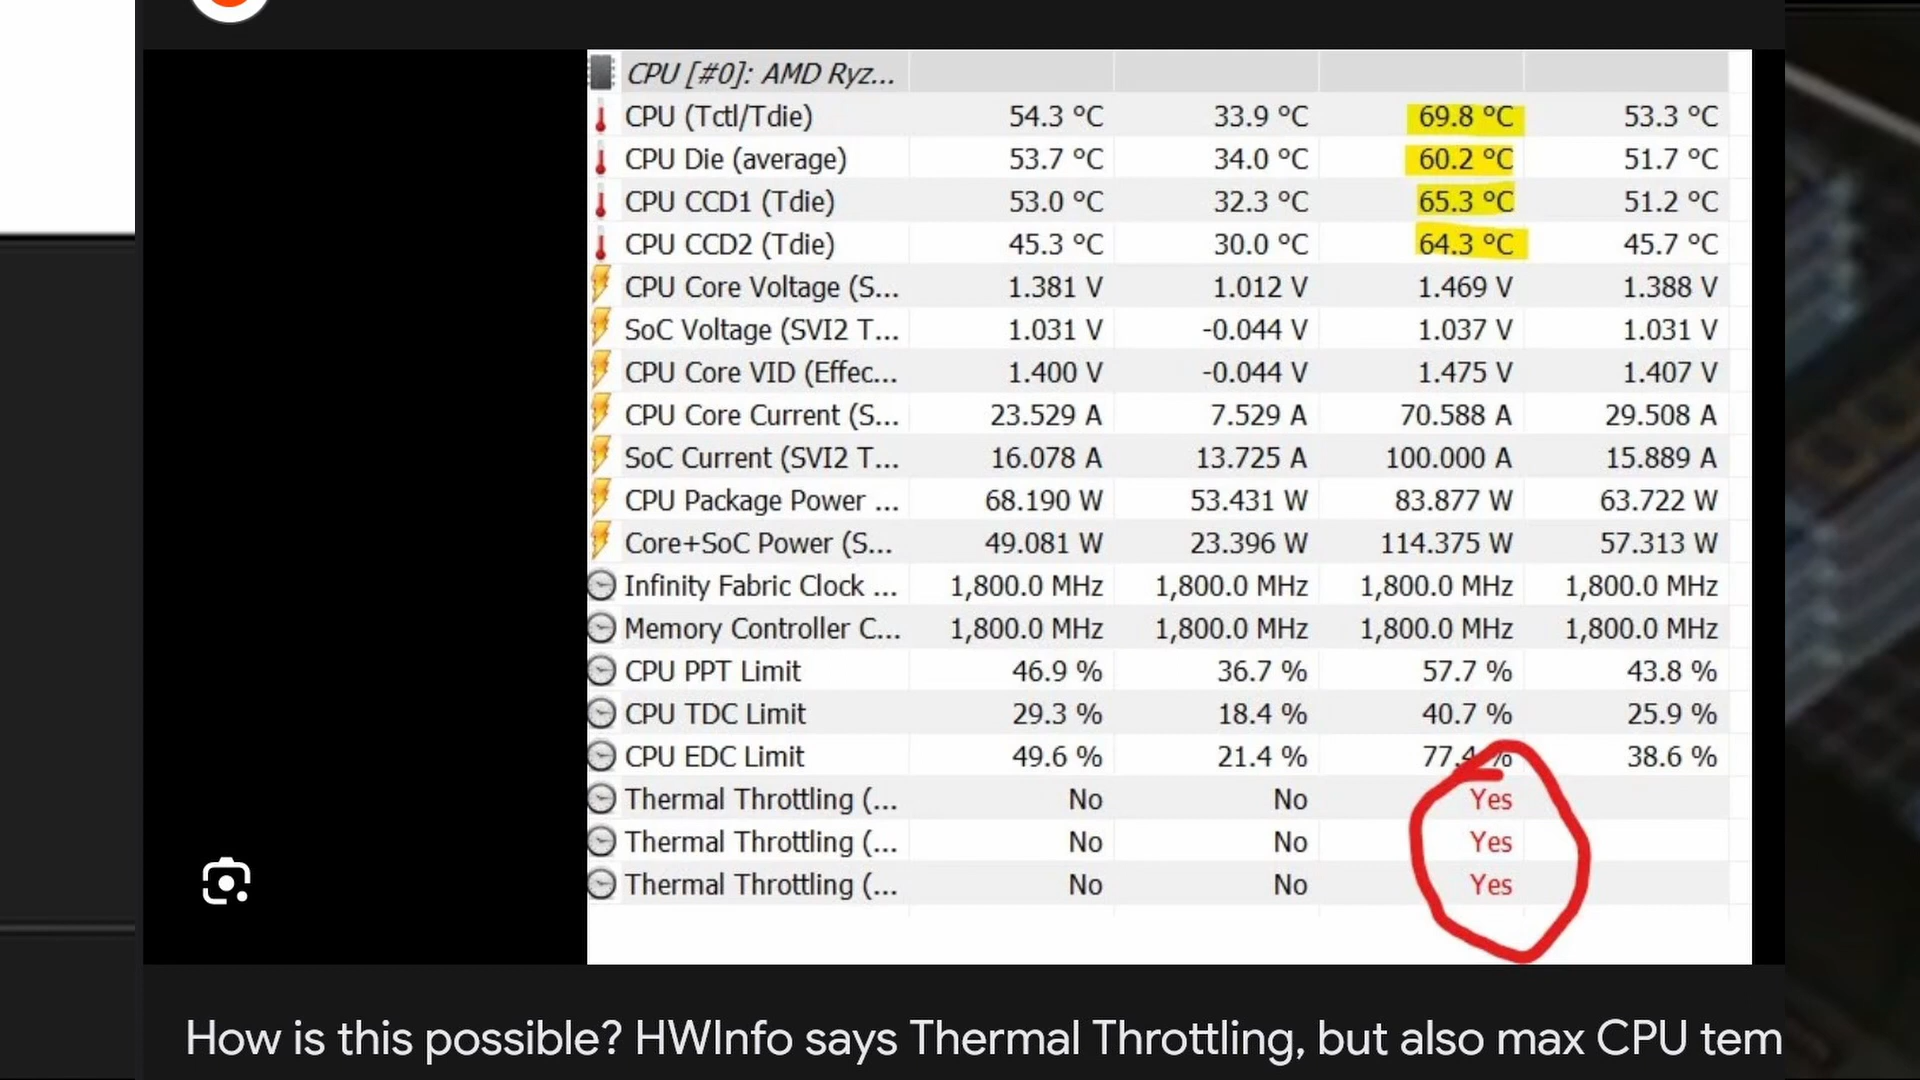 CPU [#0]: AMD Ryz...
CPU (Tctl/Tdie) 54.3 °C 33.9 °C 69.8 °C 53.3 °C
CPU Die (average) 53.7 °C 34.0 °C 60.2 °C 51.7 °C
CPU CCD1 (Tdie) 53.0 °C 32.3 °C 65.3 °C 51.2 °C
CPU CCD2 (Tdie) 45.3 °C 30.0 °C 64.3 °C 45.7 °C
CPU Core Voltage (S... 1.381 V 1.012 V 1.469 V 1.388 V
SoC Voltage (SVI2 T... 1.031 V -0.044 V 1.037 V 1.031 V
CPU Core VID (Effec... 1.400 V -0.044 V 1.475 V 1.407 V
CPU Core Current (S... 23.529 A 7.529 A 70.588 A 29.508 A
SoC Current (SVI2 T... 16.078 A 13.725 A 100.000 A 15.889 A
CPU Package Power ... 68.190 W 53.431 W 83.877 W 63.722 W
Core+SoC Power (S... 49.081 W 23.396 W 114.375 W 57.313 W
Infinity Fabric Clock ... 1,800.0 MHz 1,800.0 MHz 1,800.0 MHz 1,800.0 MHz
Memory Controller C... 1,800.0 MHz 1,800.0 MHz 1,800.0 MHz 1,800.0 MHz
CPU PPT Limit 46.9 % 36.7 % 57.7 % 43.8 %
CPU TDC Limit 29.3 % 18.4 % 40.7 % 25.9 %
CPU EDC Limit 49.6 % 21.4 % 77.4 % 38.6 %
Thermal Throttling (... No No Yes
Thermal Throttling (... No No Yes
Thermal Throttling (... No No Yes
How is this possible? HWInfo says Thermal Throttling, but also max CPU tem